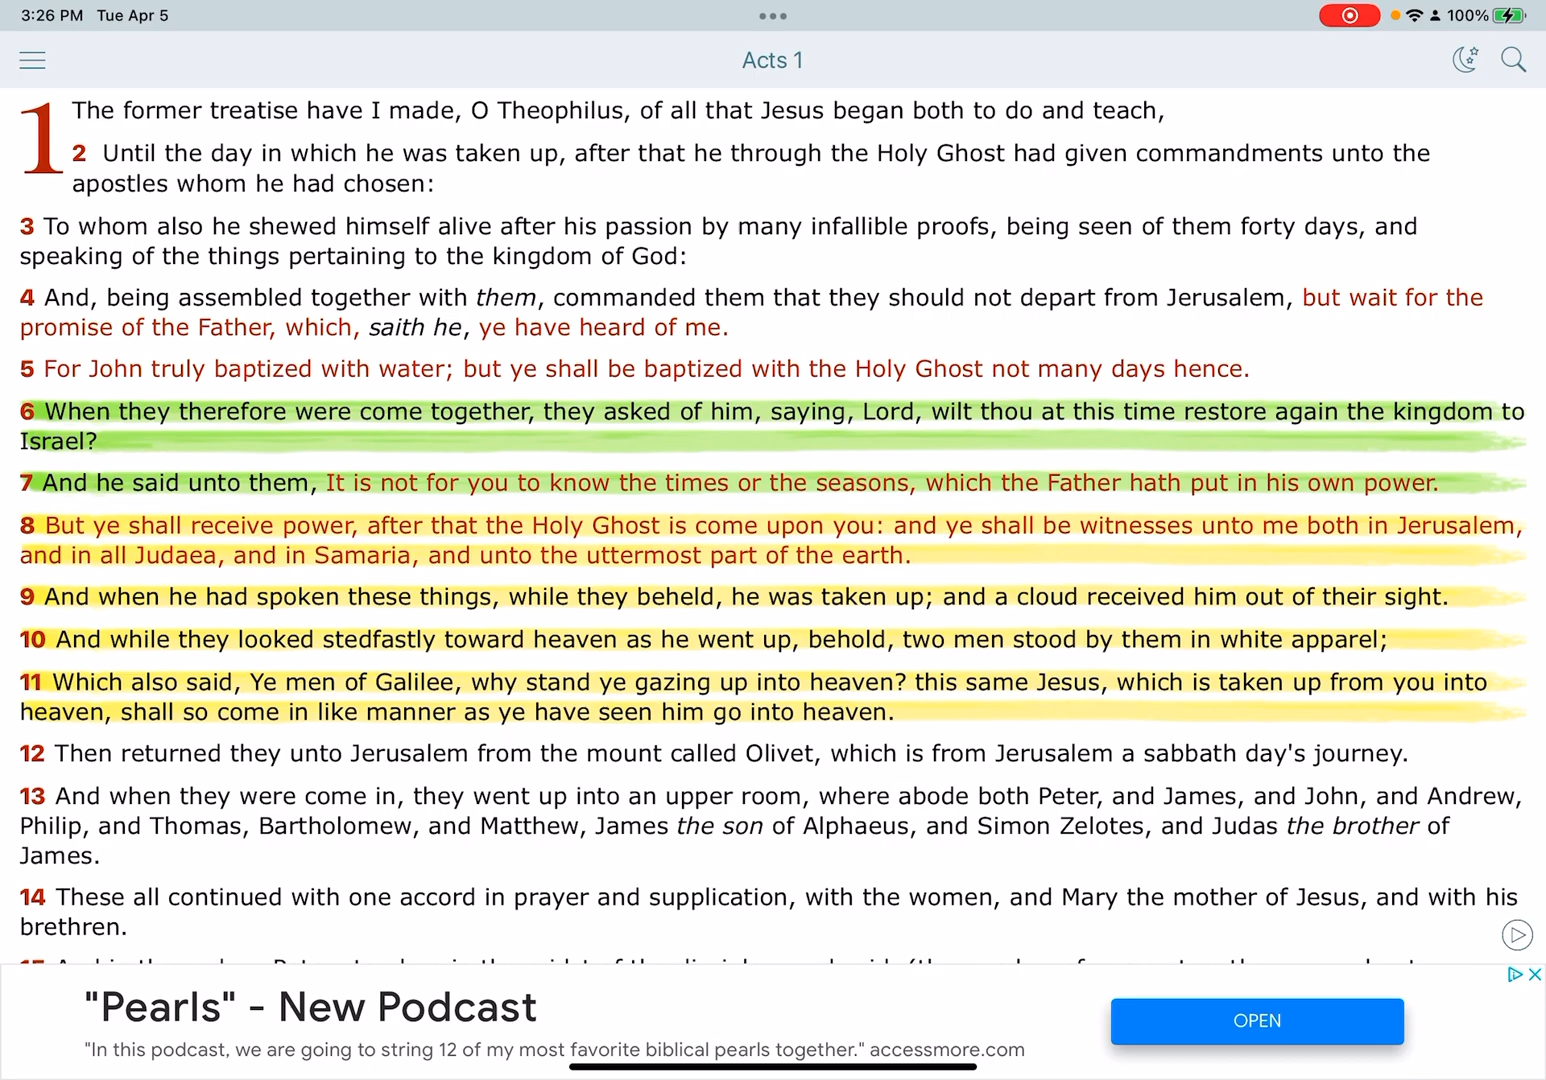 3:26 PM Tue Apr 5
100%
Acts 1
1 The former treatise have I made, O Theophilus, of all that Jesus began both to do and teach,
2 Until the day in which he was taken up, after that he through the Holy Ghost had given commandments unto the
apostles whom he had chosen:
3 To whom also he shewed himself alive after his passion by many infallible proofs, being seen of them forty days, and
speaking of the things pertaining to the kingdom of God:
4 And, being assembled together with them, commanded them that they should not depart from Jerusalem, but wait for the
promise of the Father, which, saith he, ye have heard of me.
5 For John truly baptized with water; but ye shall be baptized with the Holy Ghost not many days hence.
6 When they therefore were come together, they asked of him, saying, Lord, wilt thou at this time restore again the kingdom to
Israel?
7 And he said unto them, It is not for you to know the times or the seasons, which the Father hath put in his own power.
8 But ye shall receive power, after that the Holy Ghost is come upon you: and ye shall be witnesses unto me both in Jerusalem,
and in all Judaea, and in Samaria, and unto the uttermost part of the earth.
9 And when he had spoken these things, while they beheld, he was taken up; and a cloud received him out of their sight.
10 And while they looked stedfastly toward heaven as he went up, behold, two men stood by them in white apparel;
11 Which also said, Ye men of Galilee, why stand ye gazing up into heaven? this same Jesus, which is taken up from you into
heaven, shall so come in like manner as ye have seen him go into heaven.
12 Then returned they unto Jerusalem from the mount called Olivet, which is from Jerusalem a sabbath day's journey.
13 And when they were come in, they went up into an upper room, where abode both Peter, and James, and John, and Andrew,
Philip, and Thomas, Bartholomew, and Matthew, James the son of Alphaeus, and Simon Zelotes, and Judas the brother of
James.
14 These all continued with one accord in prayer and supplication, with the women, and Mary the mother of Jesus, and with his
brethren.
"Pearls" - New Podcast
"In this podcast, we are going to string 12 of my most favorite biblical pearls together." accessmore.com
OPEN